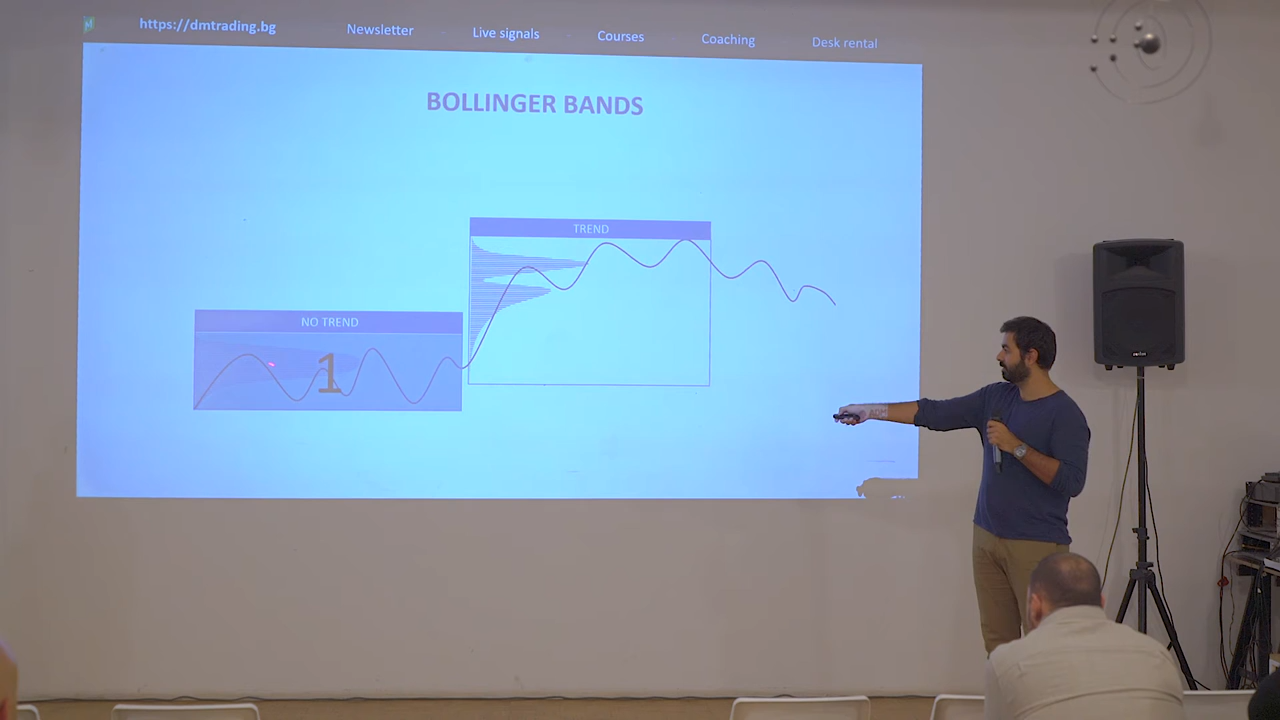 https://dmtrading.bg Newsletter Live signals Courses Coaching Desk rental
BOLLINGER BANDS
TREND
NO TREND
1